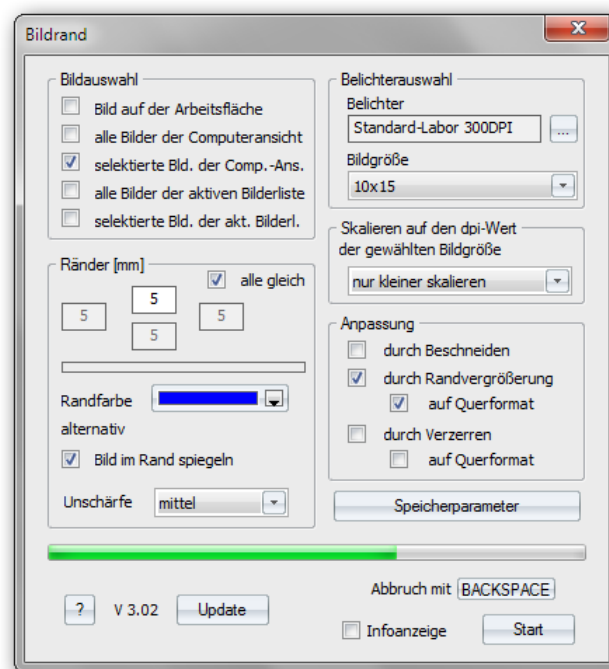 Bildrand
Bildauswahl
Bild auf der Arbeitsfläche
alle Bilder der Computeransicht
selektierte Bld. der Comp.-Ans.
alle Bilder der aktiven Bilderliste
selektierte Bld. der akt. Bilderl.
Ränder [mm]
alle gleich
5
5
5
5
Randfarbe
alternativ
Bild im Rand spiegeln
Unschärfe
mittel
Belichterauswahl
Belichter
Standard-Labor 300DPI
...
Bildgröße
10x15
Skalieren auf den dpi-Wert
der gewählten Bildgröße
nur kleiner skalieren
Anpassung
durch Beschneiden
durch Randvergrößerung
auf Querformat
durch Verzerren
auf Querformat
Speicherparameter
? V 3.02 Update
Abbruch mit BACKSPACE
Infoanzeige Start